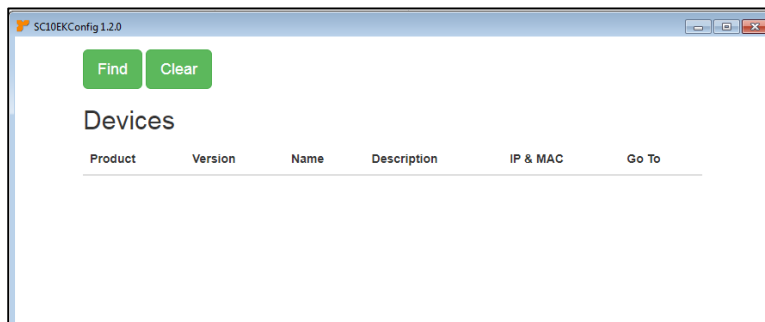 SC10EKConfig 1.2.0
Find Clear
Devices
Product Version Name Description IP & MAC Go To